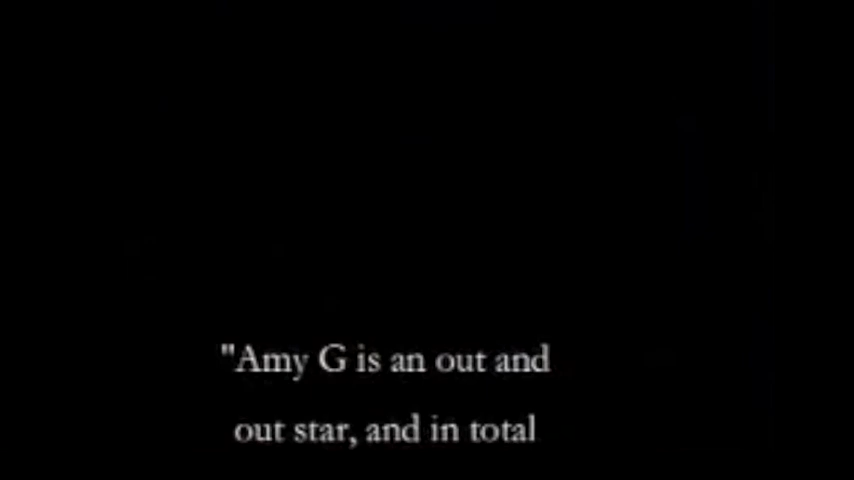 "Amy G is an out and
out star, and in total